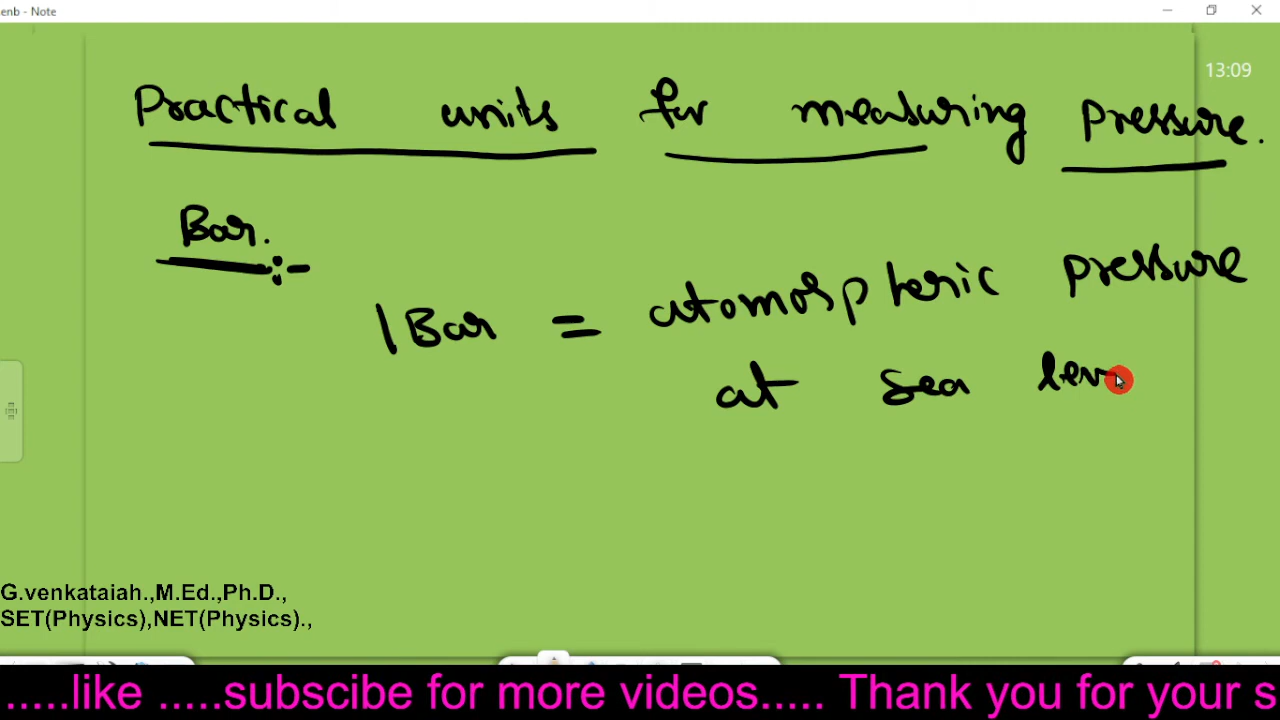 enb - Note
13:09
Practical units for measuring Pressure.
Bar. :-
1 Bar = atomospheric pressure
at sea lev
G.venkataiah.,M.Ed.,Ph.D.,
SET(Physics),NET(Physics).,
.....like .....subscibe for more videos..... Thank you for your s